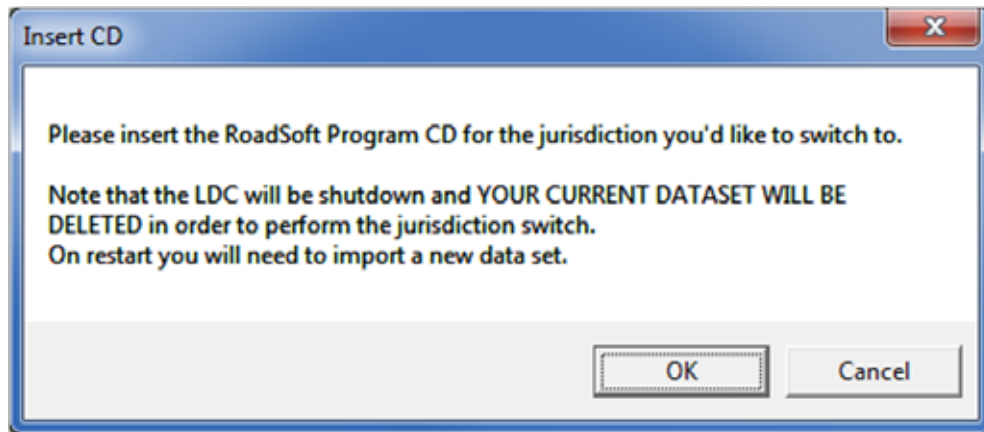 Insert CD
Please insert the RoadSoft Program CD for the jurisdiction you'd like to switch to.
Note that the LDC will be shutdown and YOUR CURRENT DATASET WILL BE
DELETED in order to perform the jurisdiction switch.
On restart you will need to import a new data set.
OK
Cancel